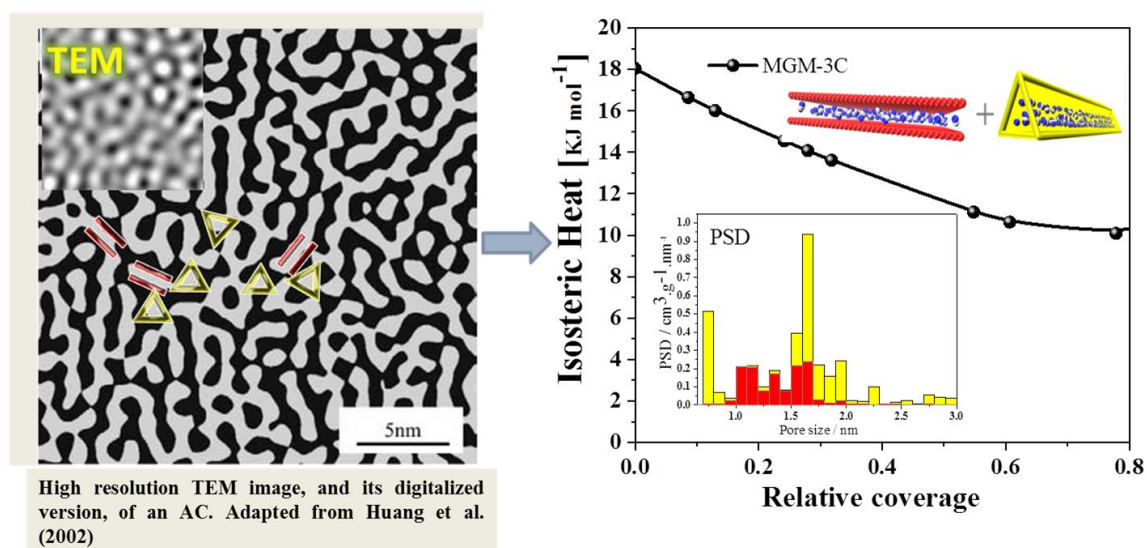 TEM
5nm
High resolution TEM image, and its digitalized
version, of an AC. Adapted from Huang et al.
(2002)
20
18
16
14
12
10
8
6
4
2
0
Isosteric Heat [KJ mol⁻¹]
MGM-3C
+
PSD
1.0
0.9
0.8
0.7
0.6
0.5
0.4
0.3
0.2
0.1
0.0
PSD / cm³.g⁻¹.nm⁻¹
1.0 1.5 2.0 2.5 3.0
Pore size / nm
0.0 0.2 0.4 0.6 0.8
Relative coverage